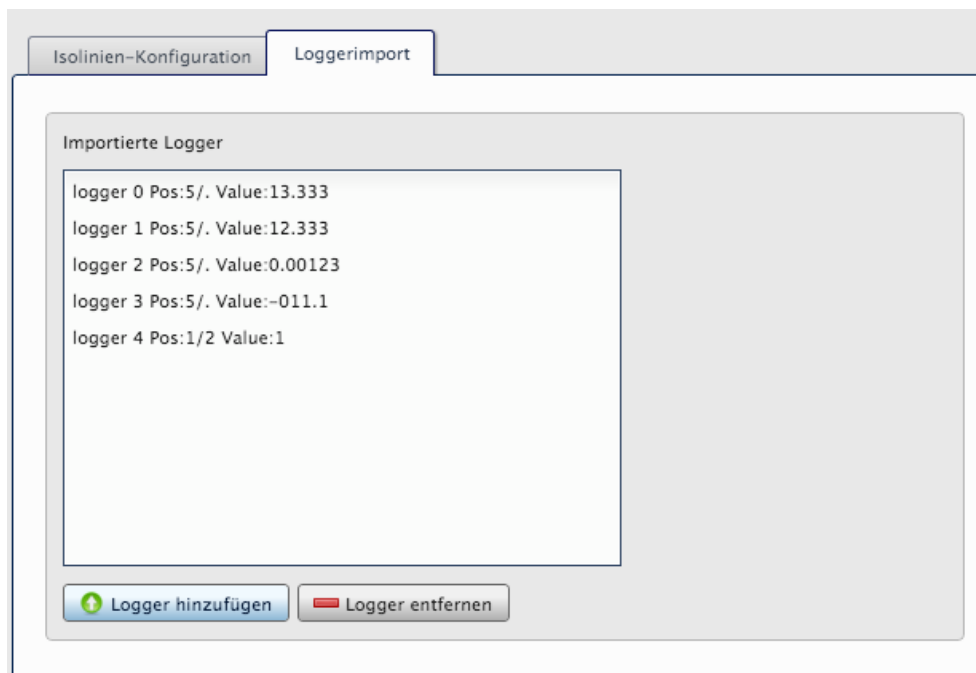 Isolinien-Konfiguration
Loggerimport
Importierte Logger
logger 0 Pos:5/. Value:13.333
logger 1 Pos:5/. Value:12.333
logger 2 Pos:5/. Value:0.00123
logger 3 Pos:5/. Value:-011.1
logger 4 Pos:1/2 Value:1
Logger hinzufügen
Logger entfernen